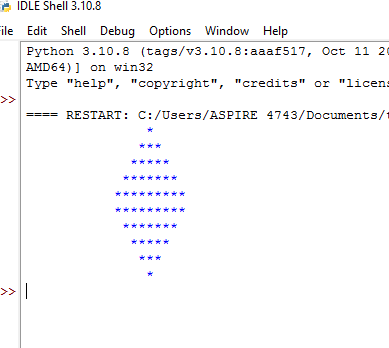 IDLE Shell 3.10.8
File Edit Shell Debug Options Window Help
Python 3.10.8 (tags/v3.10.8:aaaf517, Oct 11 20
AMD64)] on win32
Type "help", "copyright", "credits" or "licens
>>
==== RESTART: C:/Users/ASPIRE 4743/Documents/t
*
***
*****
*******
*********
*********
*******
*****
***
*
>>